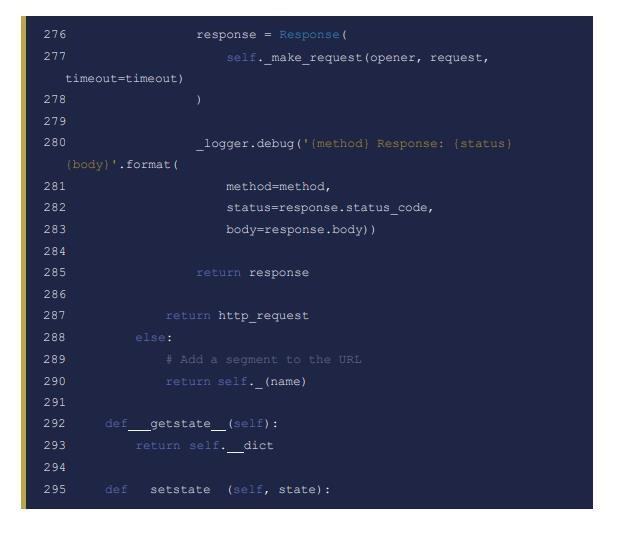 276                 response = Response(
277                     self._make_request(opener, request,
timeout=timeout)
278                 )
279
280                 _logger.debug('{method} Response: {status}
{body}'.format(
281                     method=method,
282                     status=response.status_code,
283                     body=response.body))
284
285                 return response
286
287             return http_request
288         else:
289             # Add a segment to the URL
290             return self._(name)
291
292     def __getstate__(self):
293         return self.__dict
294
295     def   setstate  (self, state):